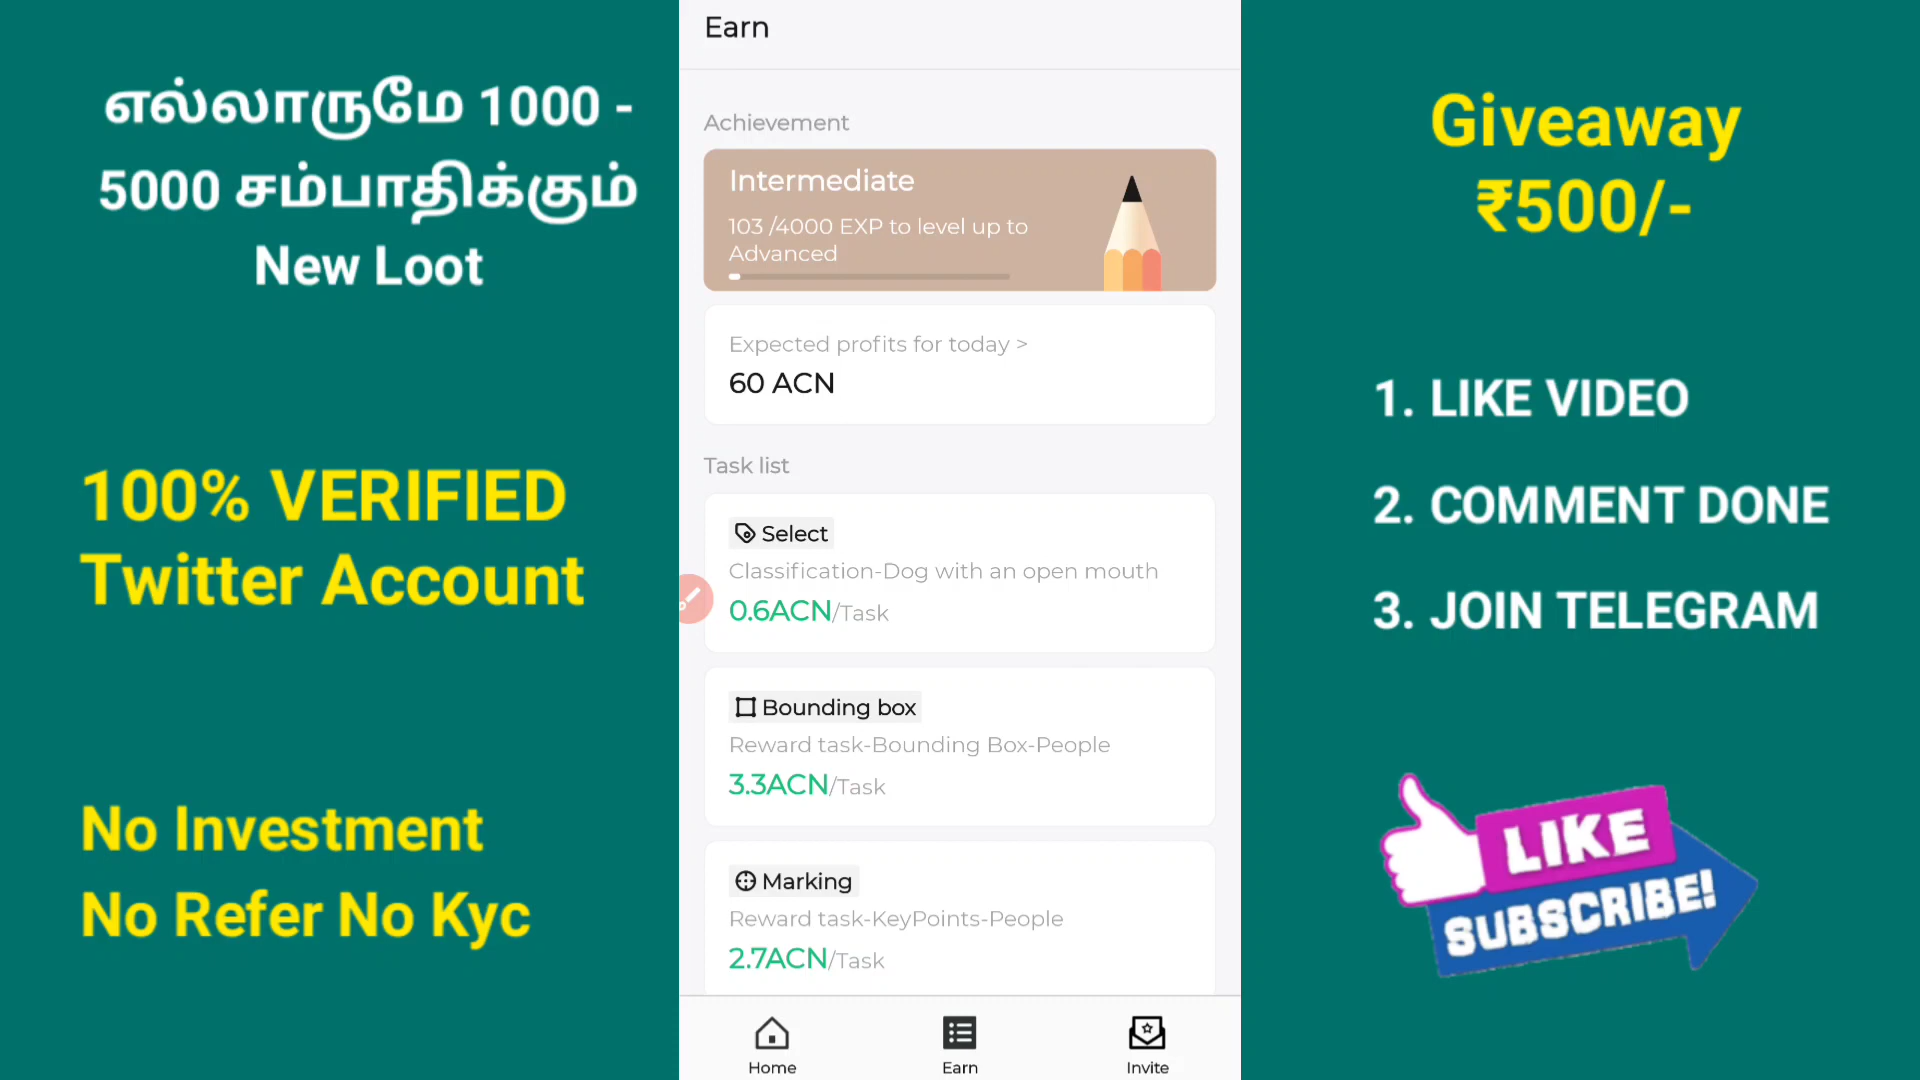 எல்லாருமே 1000 -
5000 சம்பாதிக்கும்
New Loot
100% VERIFIED
Twitter Account
No Investment
No Refer No Kyc
Earn
Achievement
Intermediate
103 /4000 EXP to level up to
Advanced
Expected profits for today >
60 ACN
Task list
Select
Classification-Dog with an open mouth
0.6ACN/Task
Bounding box
Reward task-Bounding Box-People
3.3ACN/Task
Marking
Reward task-KeyPoints-People
2.7ACN/Task
Home
Earn
Invite
Giveaway
₹500/-
1. LIKE VIDEO
2. COMMENT DONE
3. JOIN TELEGRAM
LIKE
SUBSCRIBE!